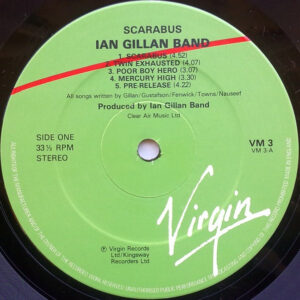 SCARABUS
IAN GILLAN BAND
1. SCARABUS (4.52)
2. TWIN EXHAUSTED (4.07)
3. POOR BOY HERO (3.07)
4. MERCURY HIGH (3.30)
5. PRE-RELEASE (4.22)
All songs written by Gillan/Gustafson/Fenwick/Towns/Nauseef
Produced by Ian Gillan Band
Clear Air Music Ltd
SIDE ONE
33⅓ RPM
STEREO
VM 3
VM 3-A
Virgin
℗ Virgin Records
Ltd/Kingsway
Recorders Ltd